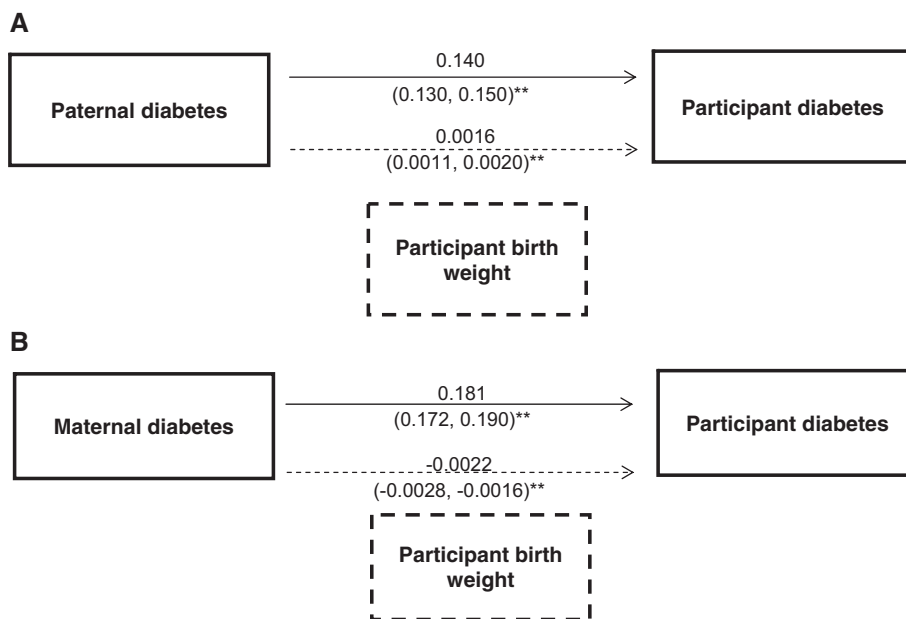 A
Paternal diabetes
0.140
(0.130, 0.150)**
0.0016
(0.0011, 0.0020)**
Participant diabetes
Participant birth
weight
B
Maternal diabetes
0.181
(0.172, 0.190)**
-0.0022
(-0.0028, -0.0016)**
Participant diabetes
Participant birth
weight